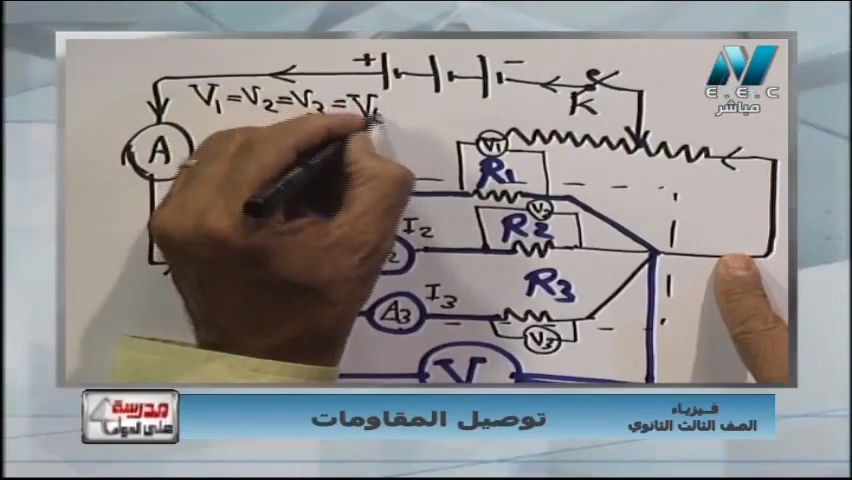 +
−
K
E.E.C
مباشر
V₁=V₂=V₃=V
A
V₁
R₁
V₂
I₂
R₂
2
I₃
R₃
A₃
V₃
V
مدرسة
على الهواء
توصيل المقاومات
فيزياء
الصف الثالث الثانوي